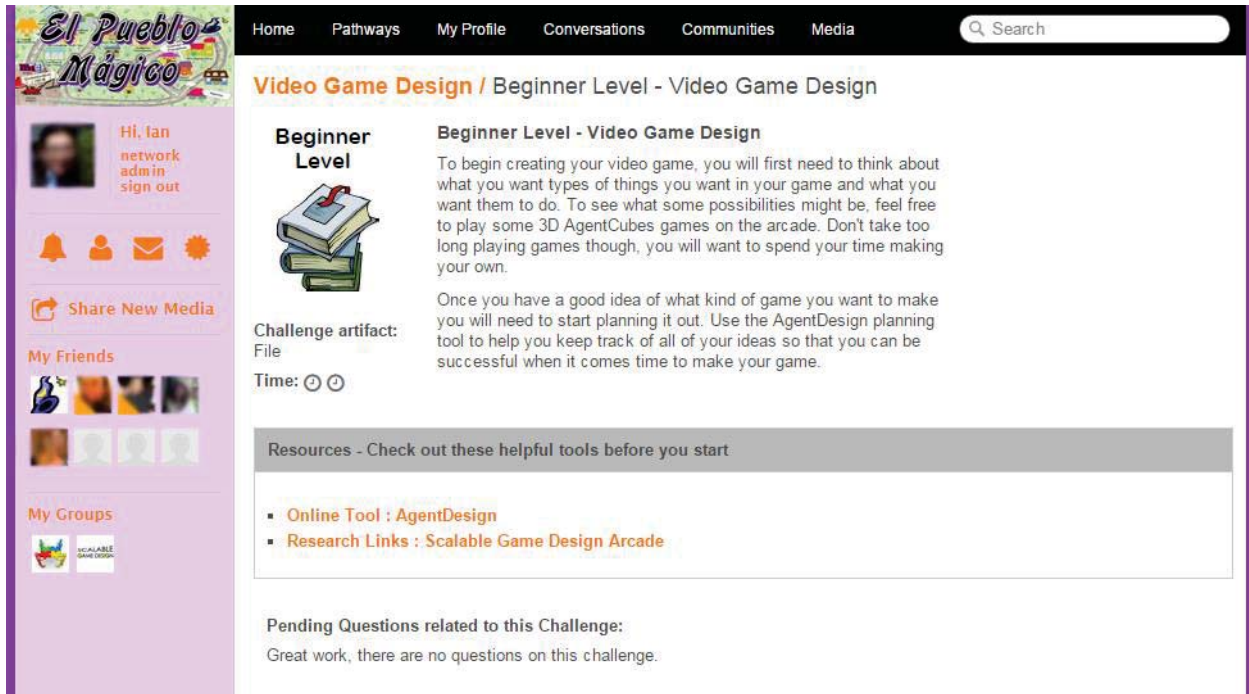 El Pueblo
Mágico
Home Pathways My Profile Conversations Communities Media Search
Hi, Ian
network
admin
sign out
Share New Media
My Friends
My Groups
SCALABLE
GAME DESIGN
Video Game Design / Beginner Level - Video Game Design
Beginner
Level
Challenge artifact:
File
Time:
Beginner Level - Video Game Design
To begin creating your video game, you will first need to think about
what you want types of things you want in your game and what you
want them to do. To see what some possibilities might be, feel free
to play some 3D AgentCubes games on the arcade. Don't take too
long playing games though, you will want to spend your time making
your own.
Once you have a good idea of what kind of game you want to make
you will need to start planning it out. Use the AgentDesign planning
tool to help you keep track of all of your ideas so that you can be
successful when it comes time to make your game.
Resources - Check out these helpful tools before you start
Online Tool : AgentDesign
Research Links : Scalable Game Design Arcade
Pending Questions related to this Challenge:
Great work, there are no questions on this challenge.